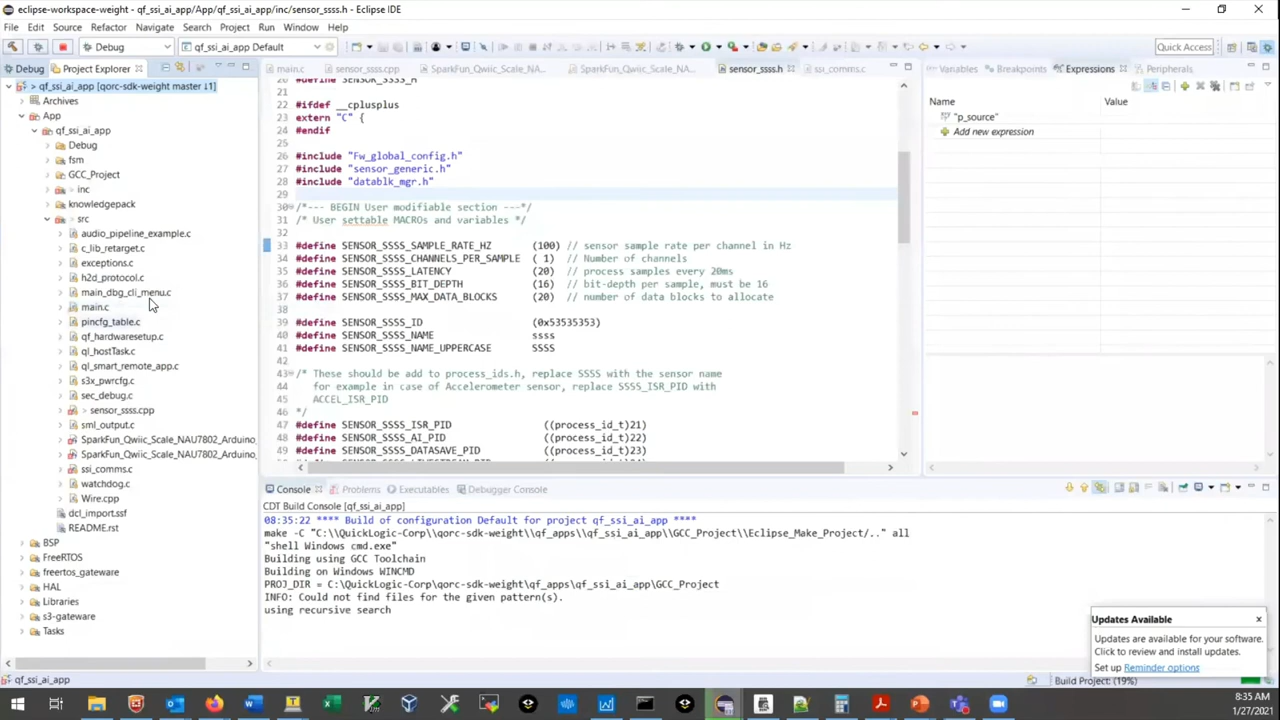 eclipse-workspace-weight - qf_ssi_ai_app/App/qf_ssi_ai_app/inc/sensor_ssss.h - Eclipse IDE
File Edit Source Refactor Navigate Search Project Run Window Help
Debug qf_ssi_ai_app Default Quick Access
Debug Project Explorer
main.c sensor_ssss.cpp SparkFun_Qwiic_Scale_NA... SparkFun_Qwiic_Scale_NA... sensor_ssss.h ssi_comms.c
Variables Breakpoints Expressions Peripherals
> qf_ssi_ai_app [qorc-sdk-weight master ↓1]
Archives
App
qf_ssi_ai_app
Debug
fsm
GCC_Project
inc
knowledgepack
src
audio_pipeline_example.c
c_lib_retarget.c
exceptions.c
h2d_protocol.c
main_dbg_cli_menu.c
main.c
pincfg_table.c
qf_hardwaresetup.c
ql_hostTask.c
ql_smart_remote_app.c
s3x_pwrcfg.c
sec_debug.c
> sensor_ssss.cpp
sml_output.c
SparkFun_Qwiic_Scale_NAU7802_Arduino_
SparkFun_Qwiic_Scale_NAU7802_Arduino_
ssi_comms.c
watchdog.c
Wire.cpp
dcl_import.ssf
README.rst
BSP
FreeRTOS
freertos_gateware
HAL
Libraries
s3-gateware
Tasks
20 #define SENSOR_SSSS_H
21
22 #ifdef __cplusplus
23 extern "C" {
24 #endif
25
26 #include "Fw_global_config.h"
27 #include "sensor_generic.h"
28 #include "datablk_mgr.h"
29
30 /*--- BEGIN User modifiable section ---*/
31 /* User settable MACROs and variables */
32
33 #define SENSOR_SSSS_SAMPLE_RATE_HZ (100) // sensor sample rate per channel in Hz
34 #define SENSOR_SSSS_CHANNELS_PER_SAMPLE ( 1) // Number of channels
35 #define SENSOR_SSSS_LATENCY (20) // process samples every 20ms
36 #define SENSOR_SSSS_BIT_DEPTH (16) // bit-depth per sample, must be 16
37 #define SENSOR_SSSS_MAX_DATA_BLOCKS (20) // number of data blocks to allocate
38
39 #define SENSOR_SSSS_ID (0x53535353)
40 #define SENSOR_SSSS_NAME ssss
41 #define SENSOR_SSSS_NAME_UPPERCASE SSSS
42
43 /* These should be add to process_ids.h, replace SSSS with the sensor name
44 for example in case of Accelerometer sensor, replace SSSS_ISR_PID with
45 ACCEL_ISR_PID
46 */
47 #define SENSOR_SSSS_ISR_PID ((process_id_t)21)
48 #define SENSOR_SSSS_AI_PID ((process_id_t)22)
49 #define SENSOR_SSSS_DATASAVE_PID ((process_id_t)23)
Name Value
"p_source"
Add new expression
Console Problems Executables Debugger Console
CDT Build Console [qf_ssi_ai_app]
08:35:22 **** Build of configuration Default for project qf_ssi_ai_app ****
make -C "C:\\QuickLogic-Corp\\qorc-sdk-weight\\qf_apps\\qf_ssi_ai_app\\GCC_Project\\Eclipse_Make_Project/.." all
"shell Windows cmd.exe"
Building using GCC Toolchain
Building on Windows WINCMD
PROJ_DIR = C:\QuickLogic-Corp\qorc-sdk-weight\qf_apps\qf_ssi_ai_app\GCC_Project
INFO: Could not find files for the given pattern(s).
using recursive search
Updates Available
Updates are available for your software.
Click to review and install updates.
Set up Reminder options
qf_ssi_ai_app
Build Project: (19%)
8:35 AM
1/27/2021